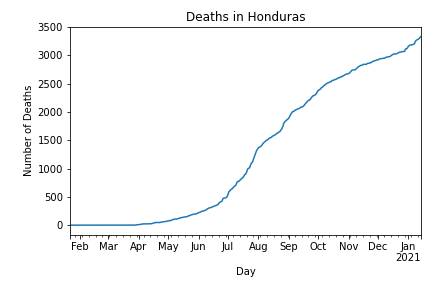 Deaths in Honduras
3500
3000
2500
2000
1500
1000
500
0
Number of Deaths
Feb Mar Apr May Jun Jul Aug Sep Oct Nov Dec Jan
2021
Day